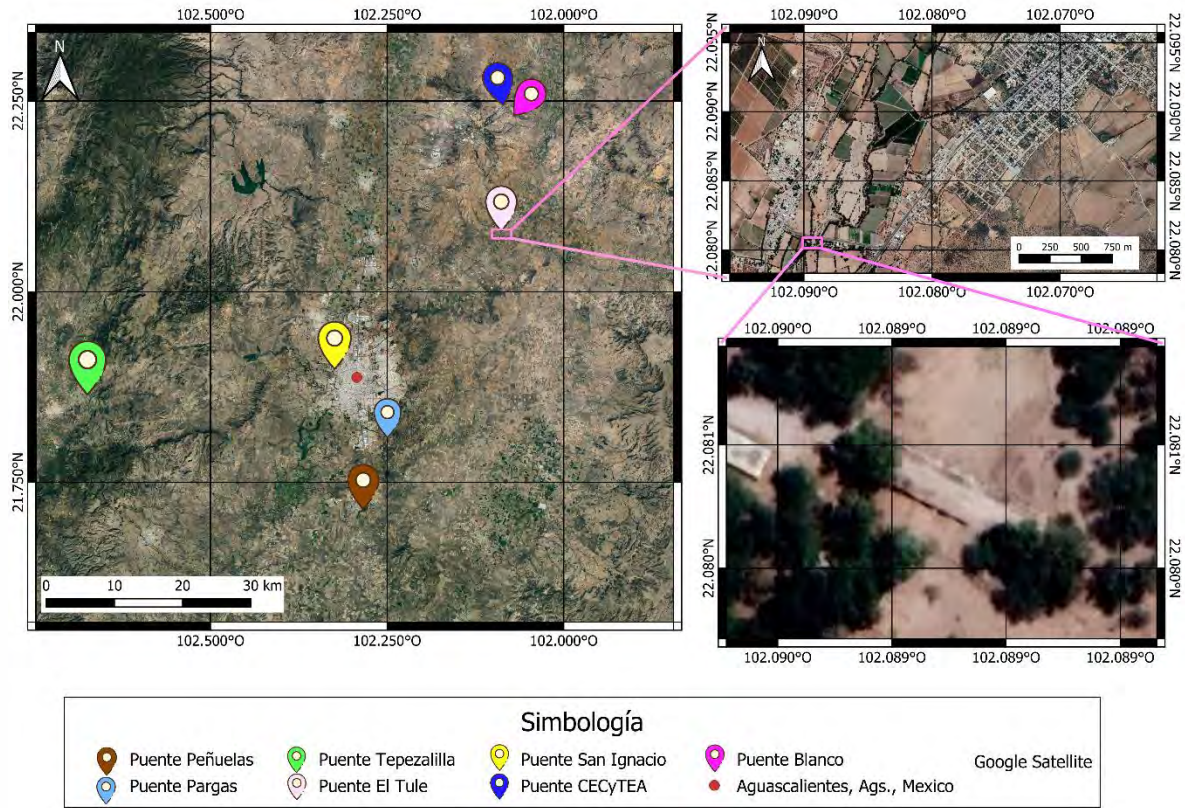 102.500°O 102.250°O 102.000°O
N
22.250°N
22.000°N
21.750°N
0 10 20 30 km
102.500°O 102.250°O 102.000°O
102.090°O 102.080°O 102.070°O
N
22.095°N 22.095°N
22.090°N 22.090°N
22.085°N 22.085°N
22.080°N 22.080°N
0 250 500 750 m
102.090°O 102.080°O 102.070°O
102.090°O 102.089°O 102.089°O 102.089°O
22.081°N 22.081°N
22.080°N 22.080°N
102.090°O 102.089°O 102.089°O 102.089°O
Simbología
Puente Peñuelas Puente Tepezalilla Puente San Ignacio Puente Blanco Google Satellite
Puente Pargas Puente El Tule Puente CECyTEA Aguascalientes, Ags., Mexico